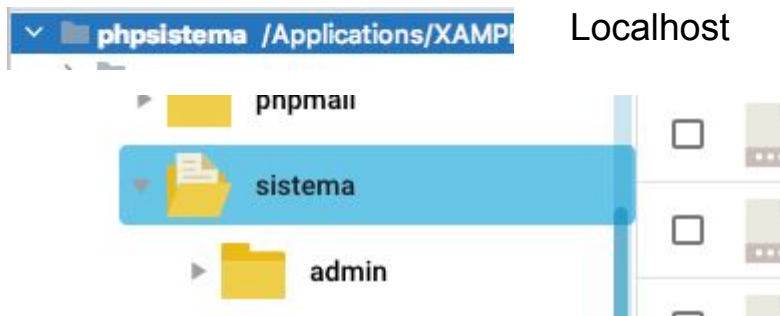 phpsistema /Applications/XAMPP
Localhost
phpmail
sistema
admin